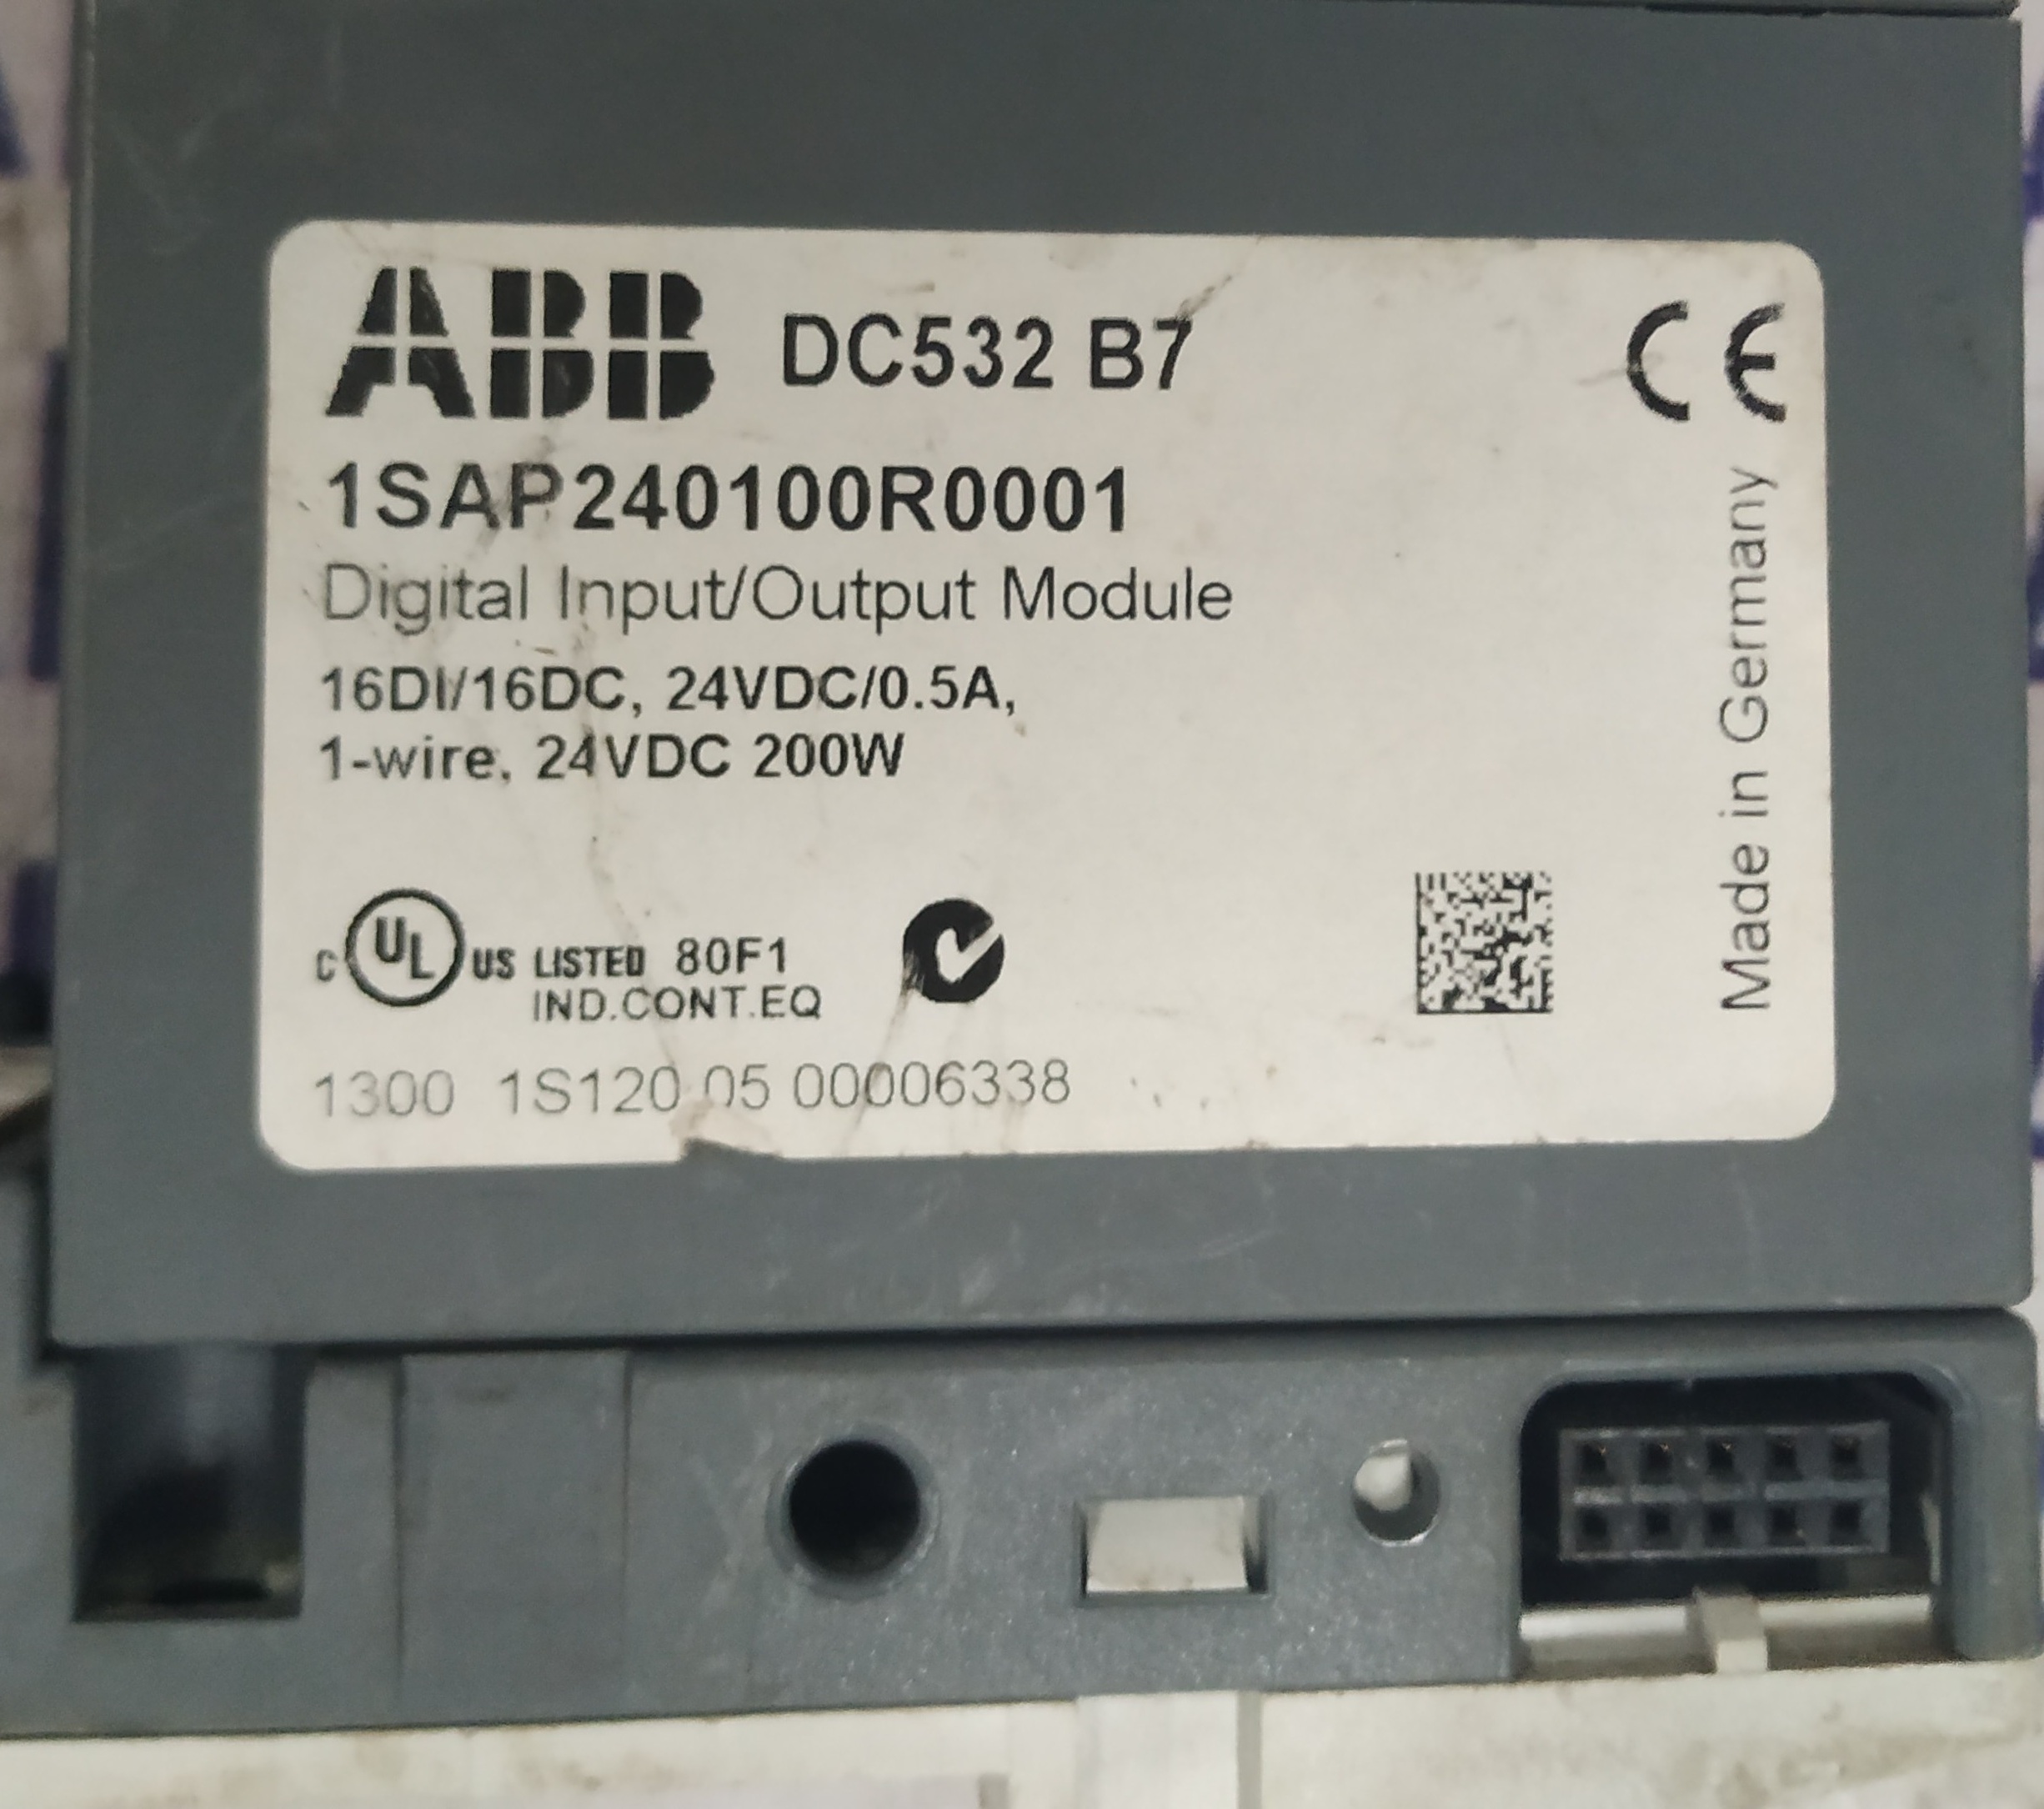 ABB DC532 B7 CE
1SAP240100R0001
Digital Input/Output Module
16DI/16DC, 24VDC/0.5A,
1-wire, 24VDC 200W
C UL US LISTED 80F1
IND.CONT.EQ
1300 1S120 05 00006338
Made in Germany